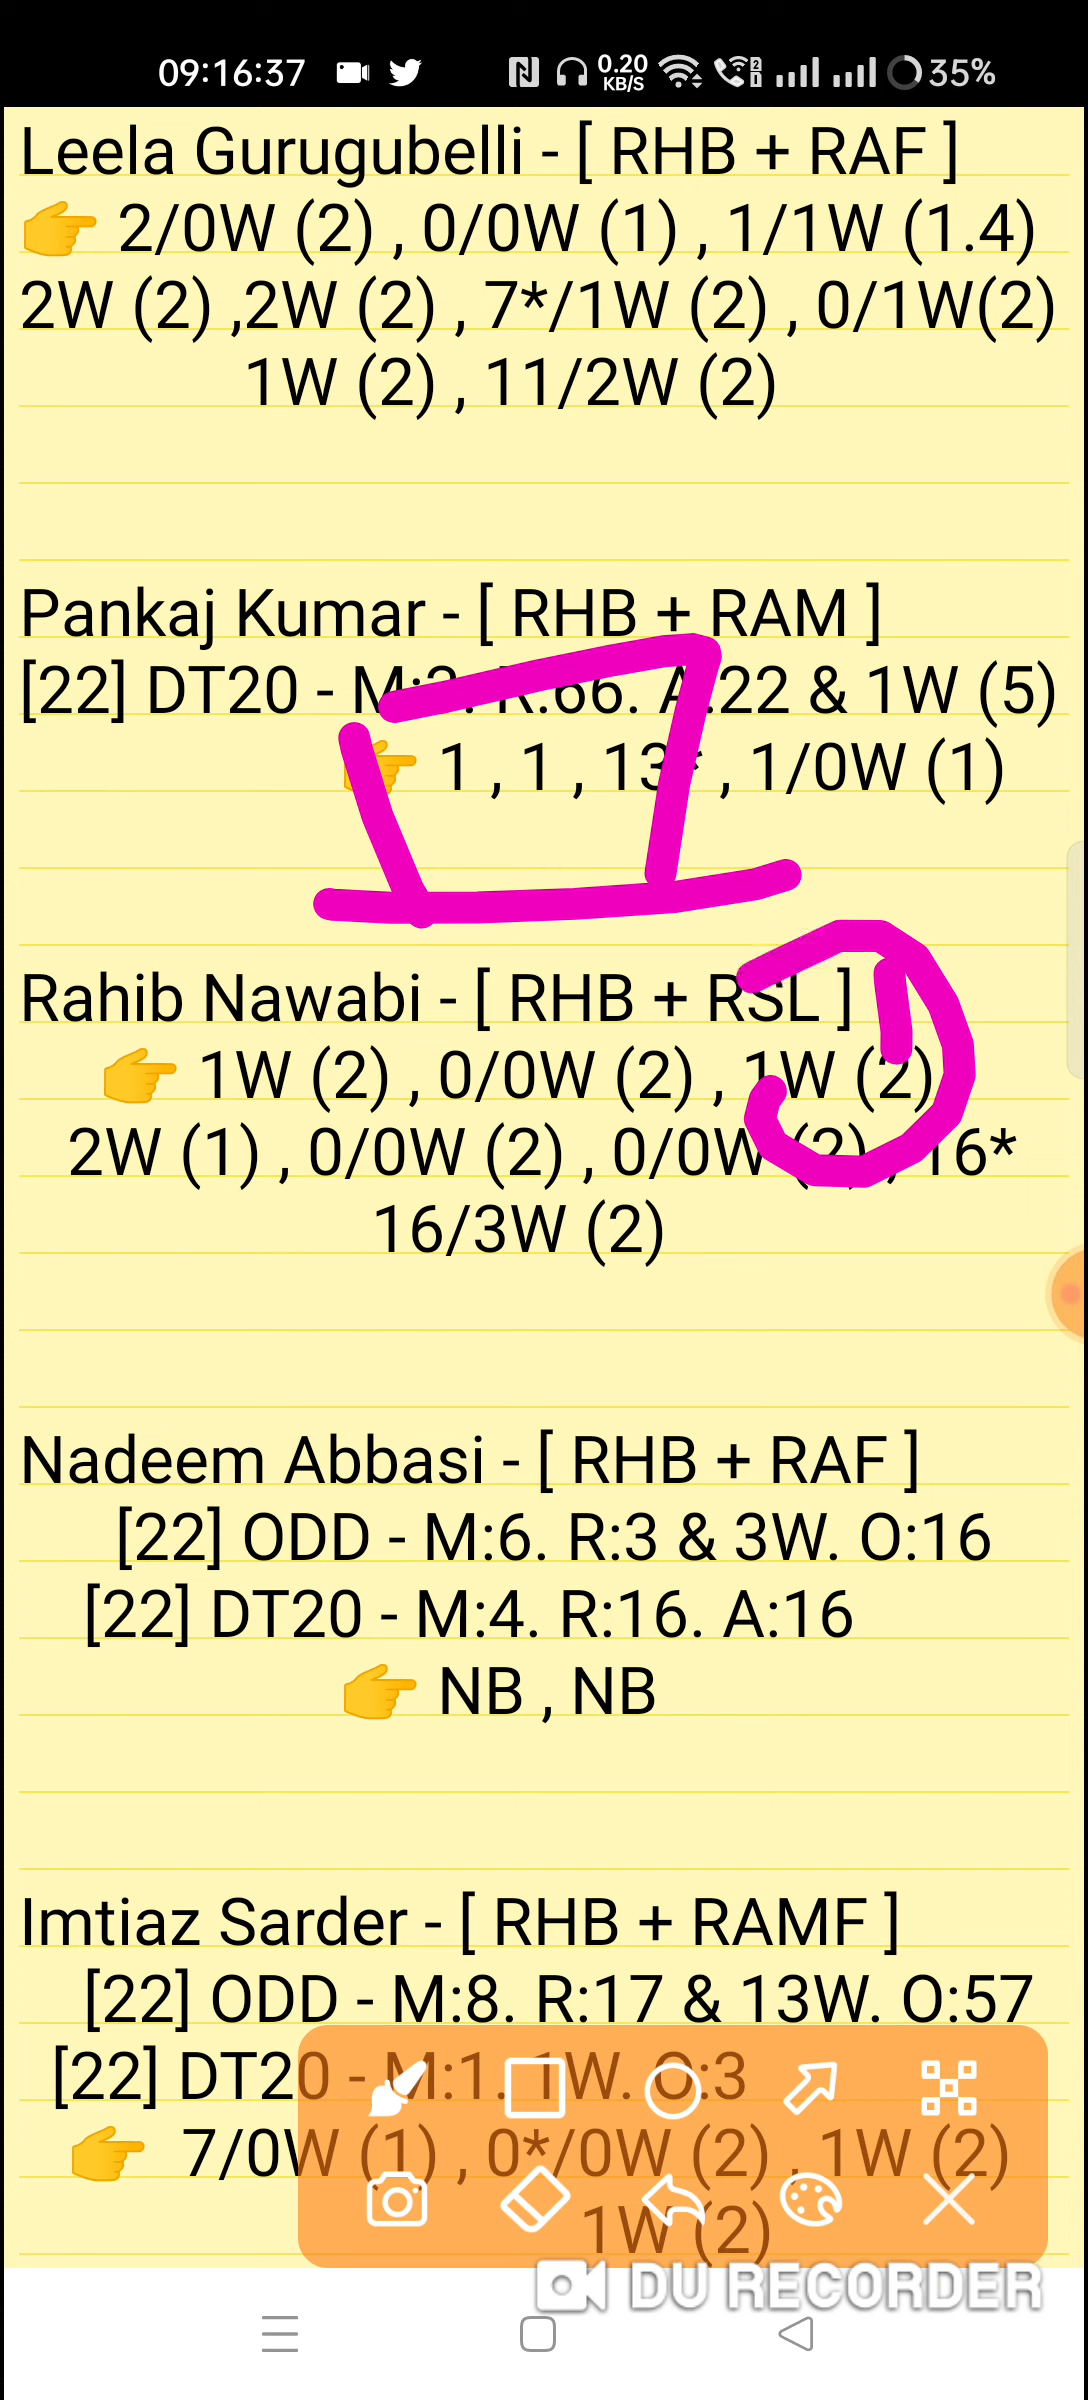 09:16:37 0.20 KB/S 35%
Leela Gurugubelli - [ RHB + RAF ]
👉 2/0W (2) , 0/0W (1) , 1/1W (1.4)
2W (2) ,2W (2) , 7*/1W (2) , 0/1W(2)
1W (2) , 11/2W (2)
Pankaj Kumar - [ RHB + RAM ]
[22] DT20 - R:66. A:22 & 1W (5)
👉 1 , 1 , 13* , 1/0W (1)
Rahib Nawabi - [ RHB + RSL ]
👉 1W (2) , 0/0W (2) , 1W (2)
2W (1) , 0/0W (2) , 0/0W (2) , 16*
16/3W (2)
Nadeem Abbasi - [ RHB + RAF ]
[22] ODD - M:6. R:3 & 3W. O:16
[22] DT20 - M:4. R:16. A:16
👉 NB , NB
Imtiaz Sarder - [ RHB + RAMF ]
[22] ODD - M:8. R:17 & 13W. O:57
[22] DT20 - M:1. 1W. O:3
👉 7/0W (1) , 0*/0W (2) , 1W (2)
1W (2)
DU RECORDER